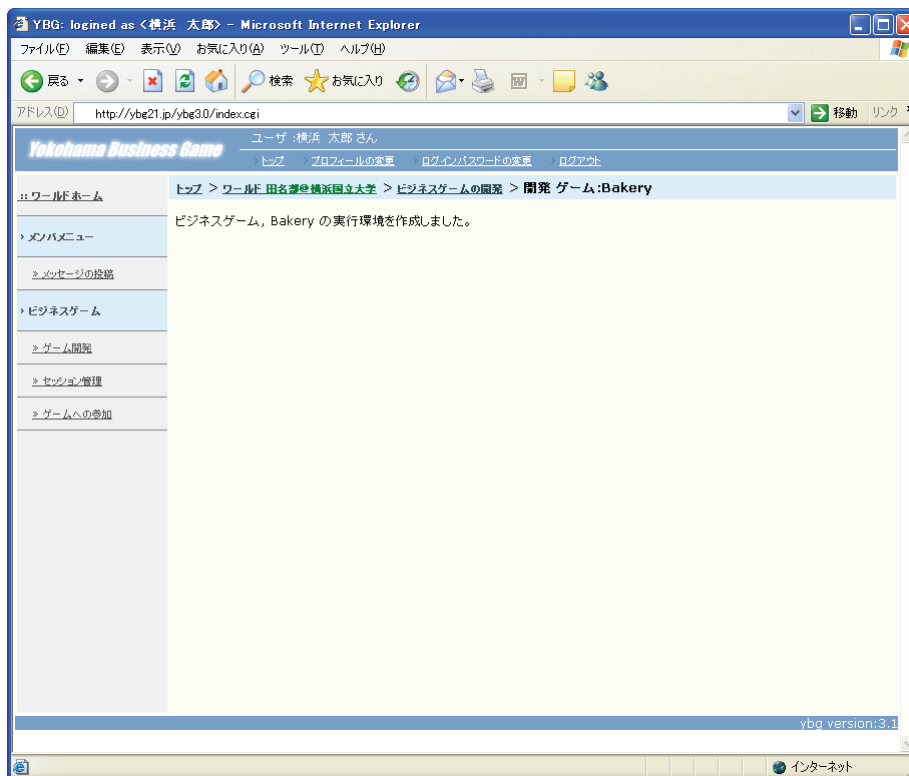 YBG: logined as <横浜 太郎> - Microsoft Internet Explorer
ファイル(F) 編集(E) 表示(V) お気に入り(A) ツール(T) ヘルプ(H)
戻る 検索 お気に入り
アドレス(D) http://ybg21.jp/ybg3.0/index.cgi 移動 リンク
Yokohama Business Game
ユーザ :横浜 太郎 さん
› トップ › プロフィールの変更 › ログインパスワードの変更 › ログアウト
:: ワールドホーム
トップ > ワールド 田名部@横浜国立大学 > ビジネスゲームの開発 > 開発 ゲーム:Bakery
ビジネスゲーム, Bakery の実行環境を作成しました。
› メンバメニュー
» メッセージの投稿
› ビジネスゲーム
» ゲーム開発
» セッション管理
» ゲームへの参加
ybg version:3.1
インターネット